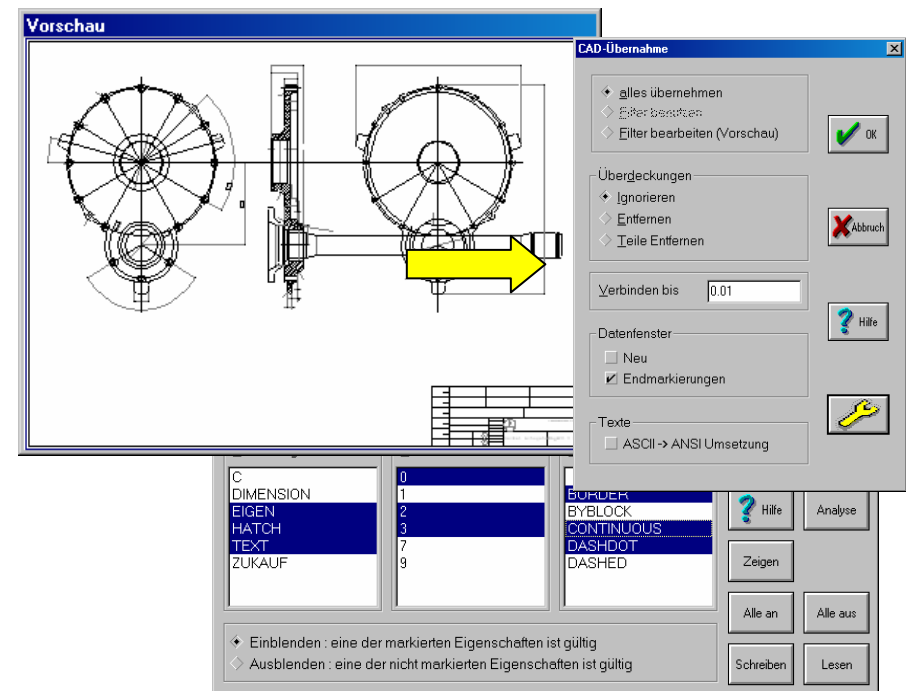 Vorschau
CAD-Übernahme
alles übernehmen
Filter benutzen
Filter bearbeiten (Vorschau)
OK
Überdeckungen
Ignorieren
Entfernen
Teile Entfernen
Abbruch
Verbinden bis 0.01
Hilfe
Datenfenster
Neu
Endmarkierungen
Texte
ASCII -> ANSI Umsetzung
C
DIMENSION
EIGEN
HATCH
TEXT
ZUKAUF
0
1
2
3
7
9
BORDER
BYBLOCK
CONTINUOUS
DASHDOT
DASHED
Hilfe
Analyse
Zeigen
Alle an
Alle aus
Schreiben
Lesen
Einblenden : eine der markierten Eigenschaften ist gültig
Ausblenden : eine der nicht markierten Eigenschaften ist gültig